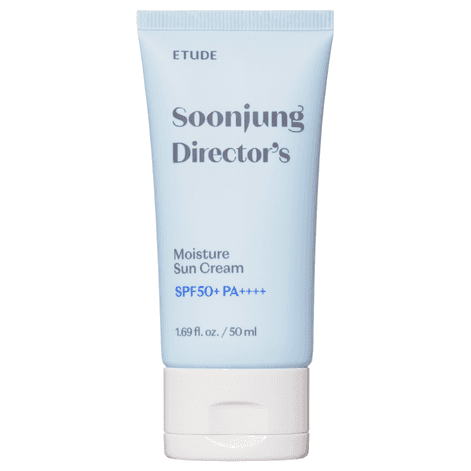 ETUDE
Soonjung
Director's
Moisture
Sun Cream
SPF50+ PA++++
1.69 fl. oz. / 50 ml